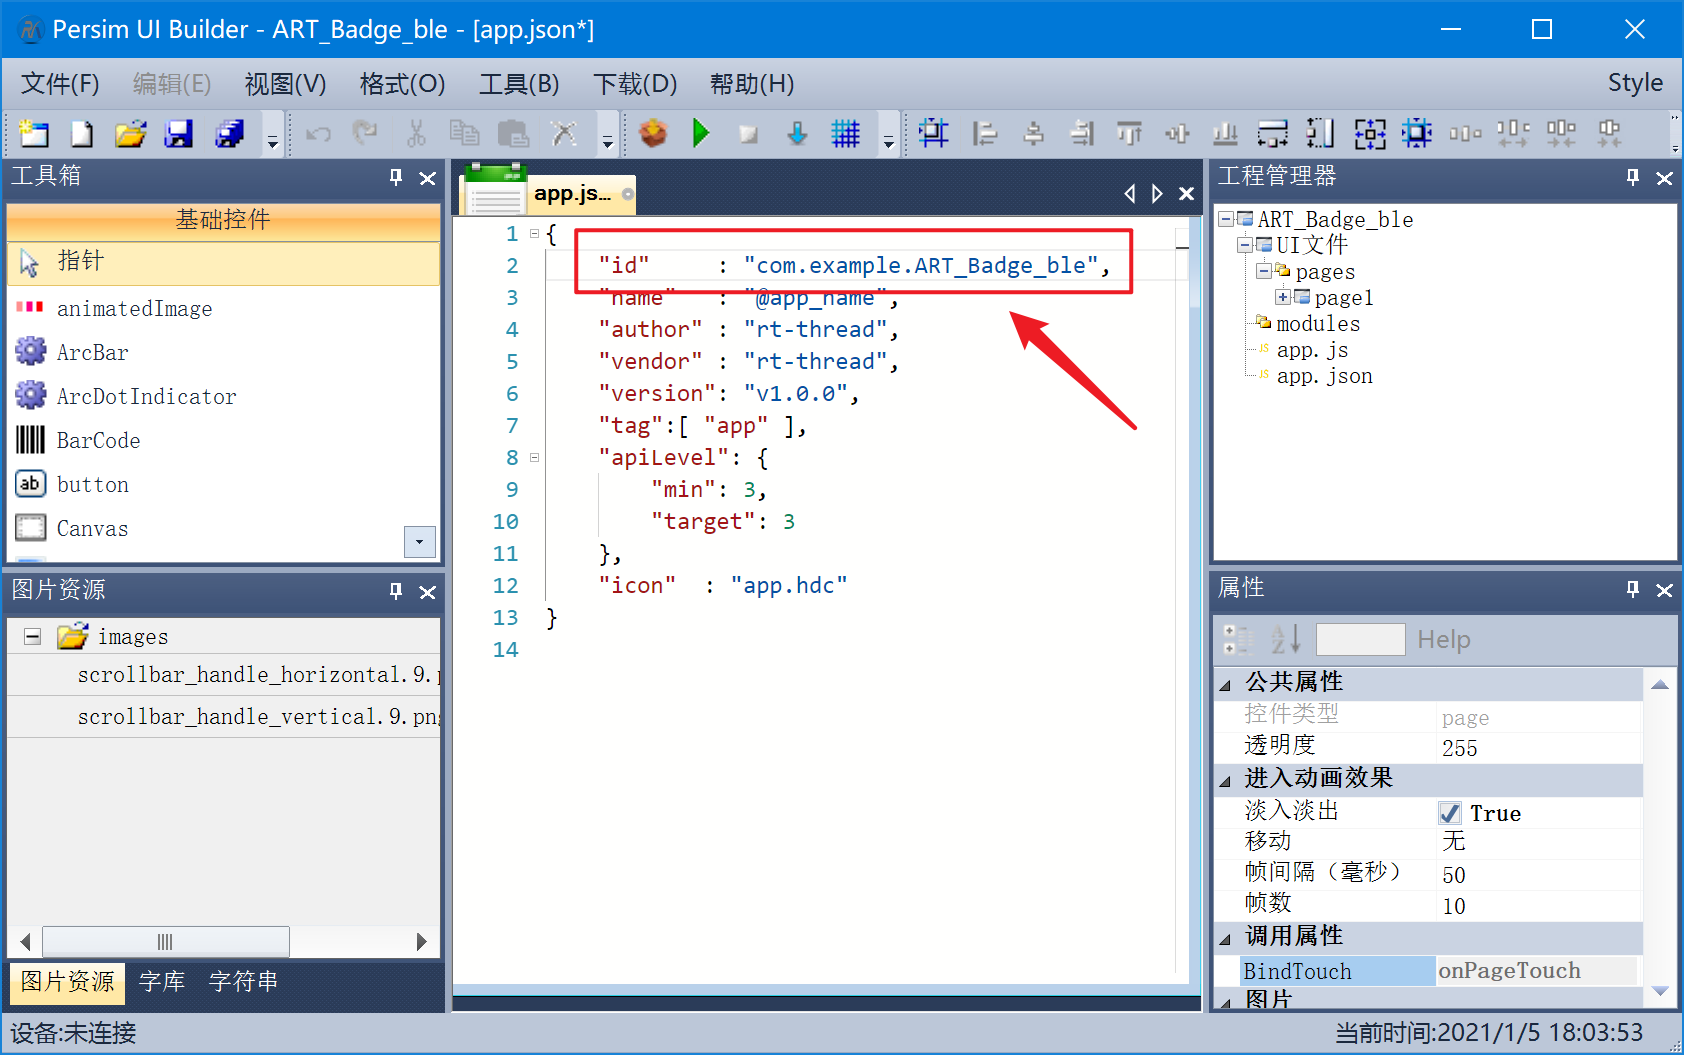 Persim UI Builder - ART_Badge_ble - [app.json*]
文件(F) 编辑(E) 视图(V) 格式(O) 工具(B) 下载(D) 帮助(H) Style
工具箱
基础控件
指针
animatedImage
ArcBar
ArcDotIndicator
BarCode
ab button
Canvas
图片资源
images
scrollbar_handle_horizontal.9.p
scrollbar_handle_vertical.9.png
图片资源 字库 字符串
app.js...
1 {
2 "id" : "com.example.ART_Badge_ble",
3 "name" : "@app_name",
4 "author" : "rt-thread",
5 "vendor" : "rt-thread",
6 "version": "v1.0.0",
7 "tag":[ "app" ],
8 "apiLevel": {
9 "min": 3,
10 "target": 3
11 },
12 "icon" : "app.hdc"
13 }
14
工程管理器
ART_Badge_ble
UI文件
pages
page1
modules
JS app.js
JS app.json
属性
Help
公共属性
控件类型 page
透明度 255
进入动画效果
淡入淡出 True
移动 无
帧间隔（毫秒） 50
帧数 10
调用属性
BindTouch onPageTouch
图片
设备:未连接 当前时间:2021/1/5 18:03:53